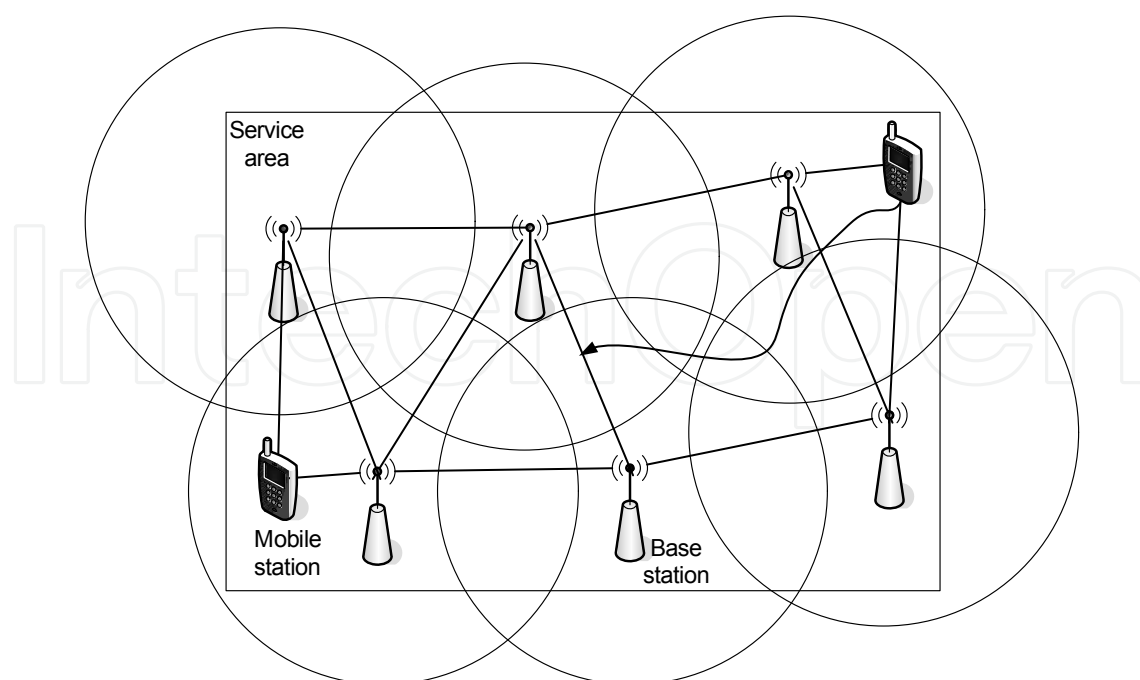 Service
area
IntechOpen
Mobile
station
Base
station